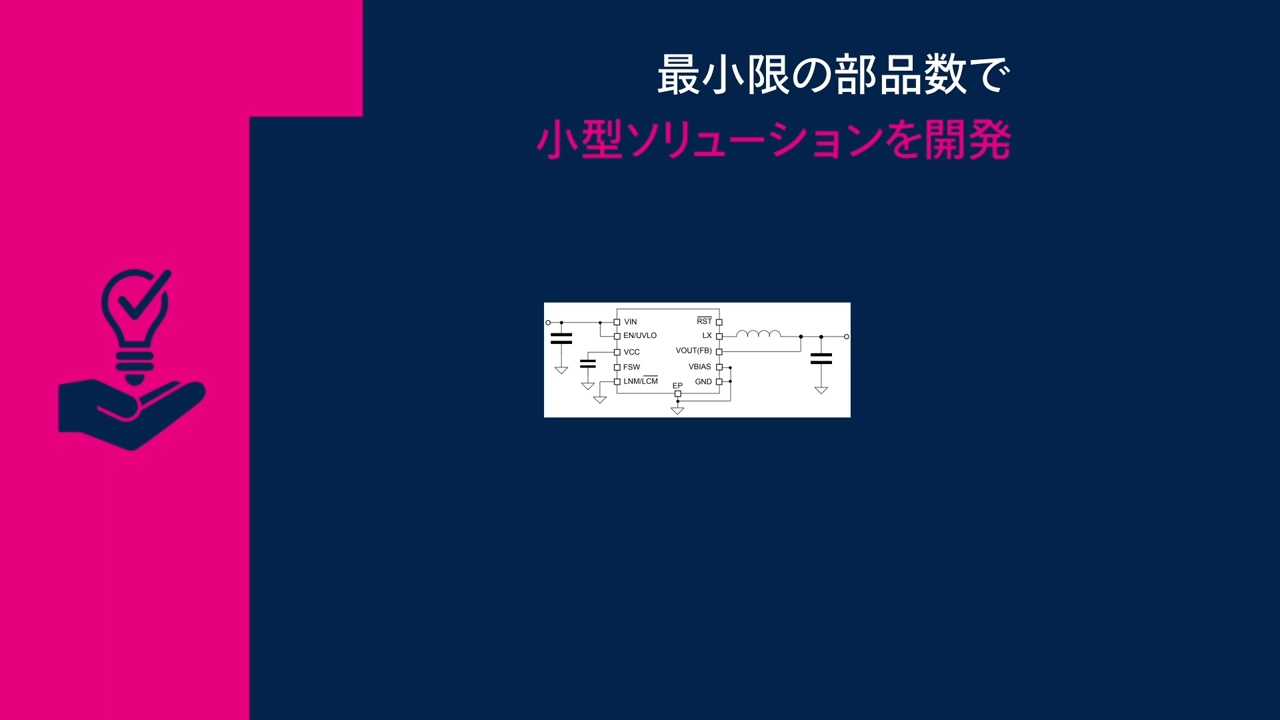 最小限の部品数で
小型ソリューションを開発
VIN
EN/UVLO
VCC
FSW
LNM/LCM
EP
RST
LX
VOUT(FB)
VBIAS
GND